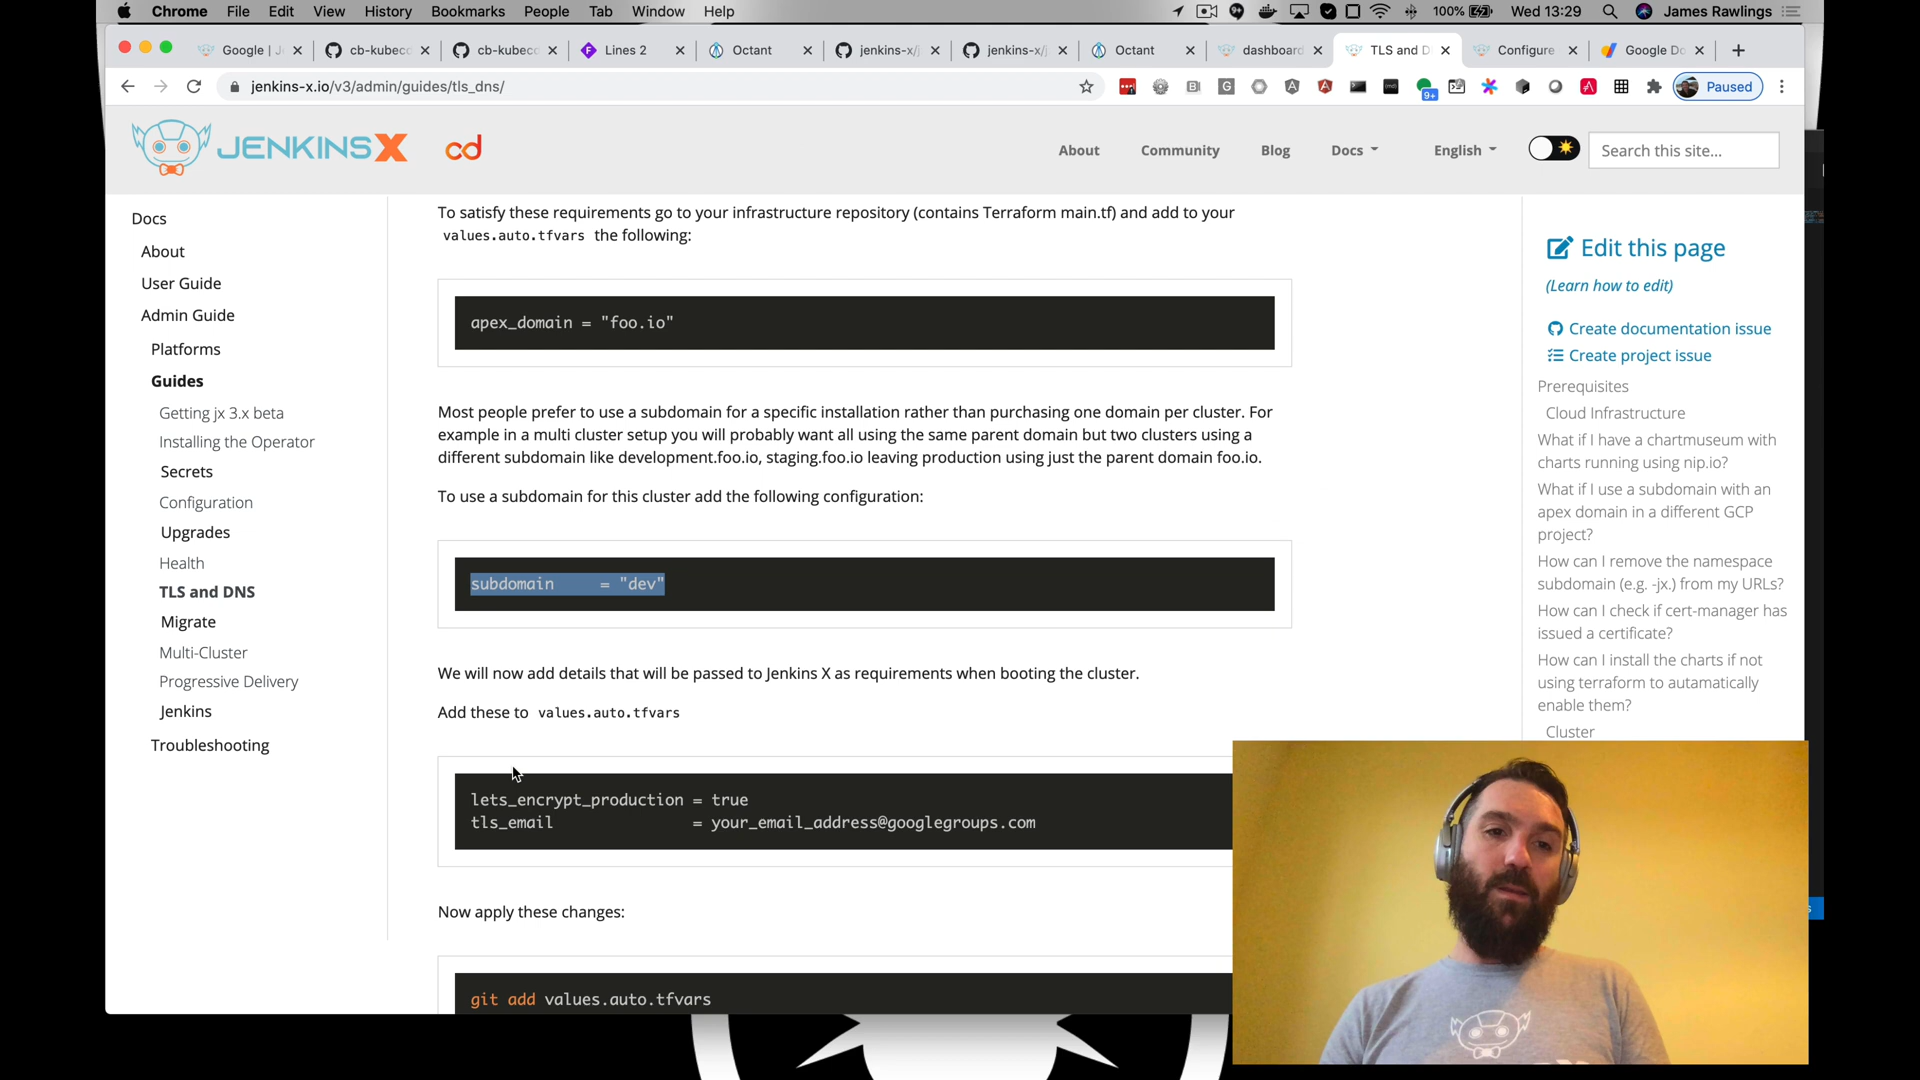 Chrome File Edit View History Bookmarks People Tab Window Help
100% Wed 13:29 James Rawlings
Google | J
cb-kubecc
cb-kubecc
Lines 2
Octant
jenkins-x/j
jenkins-x/j
Octant
dashboard
TLS and D
Configure
Google Do
jenkins-x.io/v3/admin/guides/tls_dns/
9+
Paused
JENKINSX cd
About Community Blog Docs English
Search this site...
Docs
About
User Guide
Admin Guide
Platforms
Guides
Getting jx 3.x beta
Installing the Operator
Secrets
Configuration
Upgrades
Health
TLS and DNS
Migrate
Multi-Cluster
Progressive Delivery
Jenkins
Troubleshooting
To satisfy these requirements go to your infrastructure repository (contains Terraform main.tf) and add to your
values.auto.tfvars the following:
apex_domain = "foo.io"
Most people prefer to use a subdomain for a specific installation rather than purchasing one domain per cluster. For
example in a multi cluster setup you will probably want all using the same parent domain but two clusters using a
different subdomain like development.foo.io, staging.foo.io leaving production using just the parent domain foo.io.
To use a subdomain for this cluster add the following configuration:
subdomain = "dev"
We will now add details that will be passed to Jenkins X as requirements when booting the cluster.
Add these to values.auto.tfvars
lets_encrypt_production = true
tls_email = your_email_address@googlegroups.com
Now apply these changes:
git add values.auto.tfvars
Edit this page
(Learn how to edit)
Create documentation issue
Create project issue
Prerequisites
Cloud Infrastructure
What if I have a chartmuseum with
charts running using nip.io?
What if I use a subdomain with an
apex domain in a different GCP
project?
How can I remove the namespace
subdomain (e.g. -jx.) from my URLs?
How can I check if cert-manager has
issued a certificate?
How can I install the charts if not
using terraform to autamatically
enable them?
Cluster